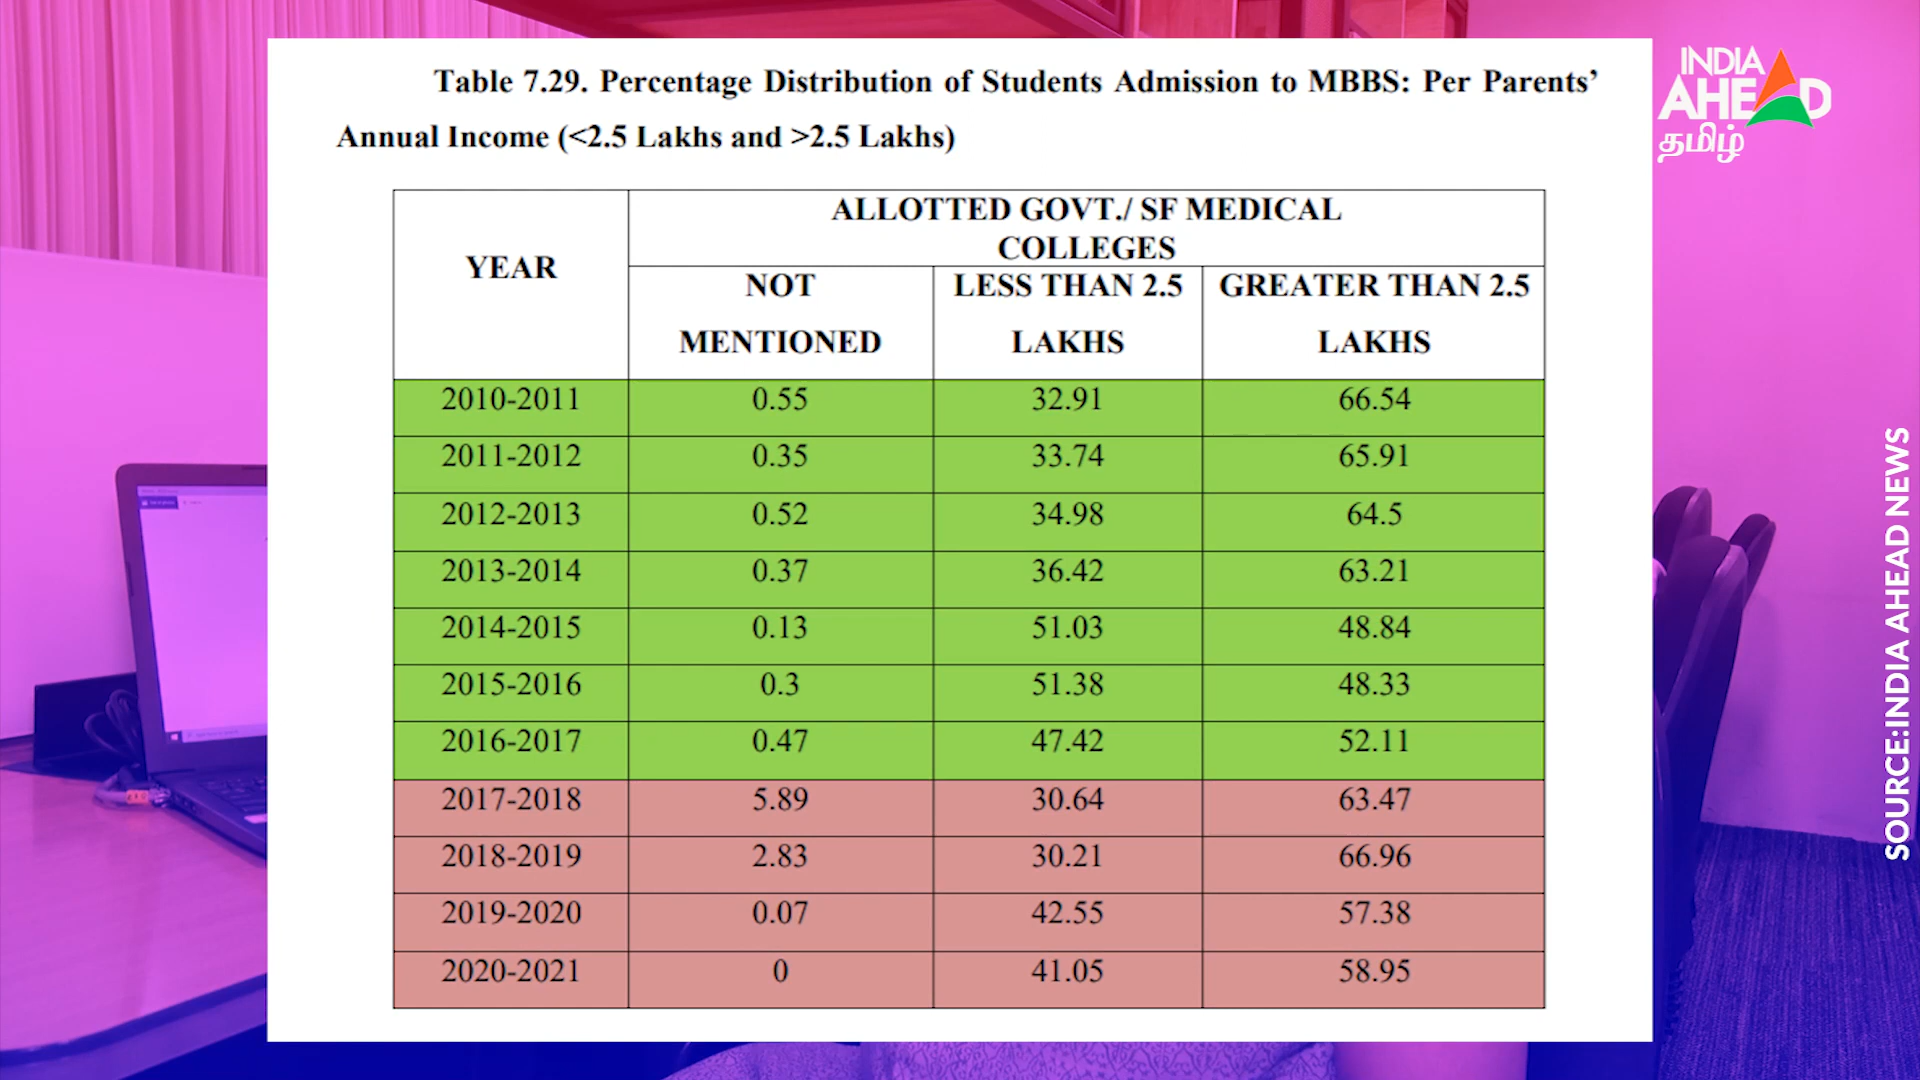 Table 7.29. Percentage Distribution of Students Admission to MBBS: Per Parents’
Annual Income (<2.5 Lakhs and >2.5 Lakhs)
YEAR
ALLOTTED GOVT./ SF MEDICAL
COLLEGES
NOT
MENTIONED
LESS THAN 2.5
LAKHS
GREATER THAN 2.5
LAKHS
2010-2011 0.55 32.91 66.54
2011-2012 0.35 33.74 65.91
2012-2013 0.52 34.98 64.5
2013-2014 0.37 36.42 63.21
2014-2015 0.13 51.03 48.84
2015-2016 0.3 51.38 48.33
2016-2017 0.47 47.42 52.11
2017-2018 5.89 30.64 63.47
2018-2019 2.83 30.21 66.96
2019-2020 0.07 42.55 57.38
2020-2021 0 41.05 58.95
INDIA
AHEAD
தமிழ்
SOURCE:INDIA AHEAD NEWS